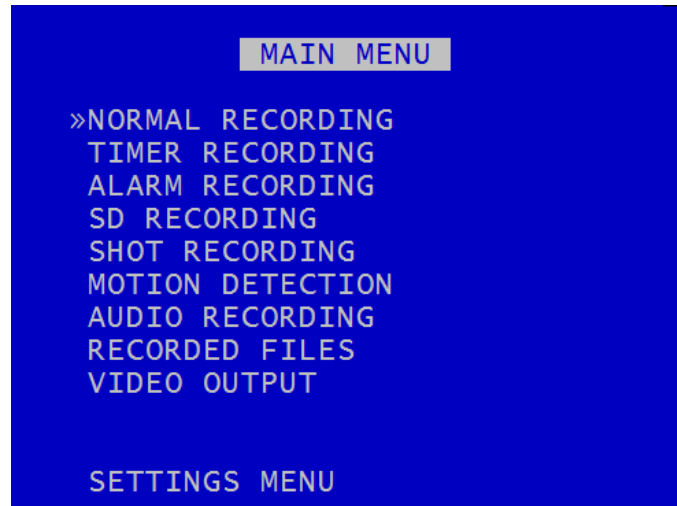 MAIN MENU
»NORMAL RECORDING
TIMER RECORDING
ALARM RECORDING
SD RECORDING
SHOT RECORDING
MOTION DETECTION
AUDIO RECORDING
RECORDED FILES
VIDEO OUTPUT
SETTINGS MENU